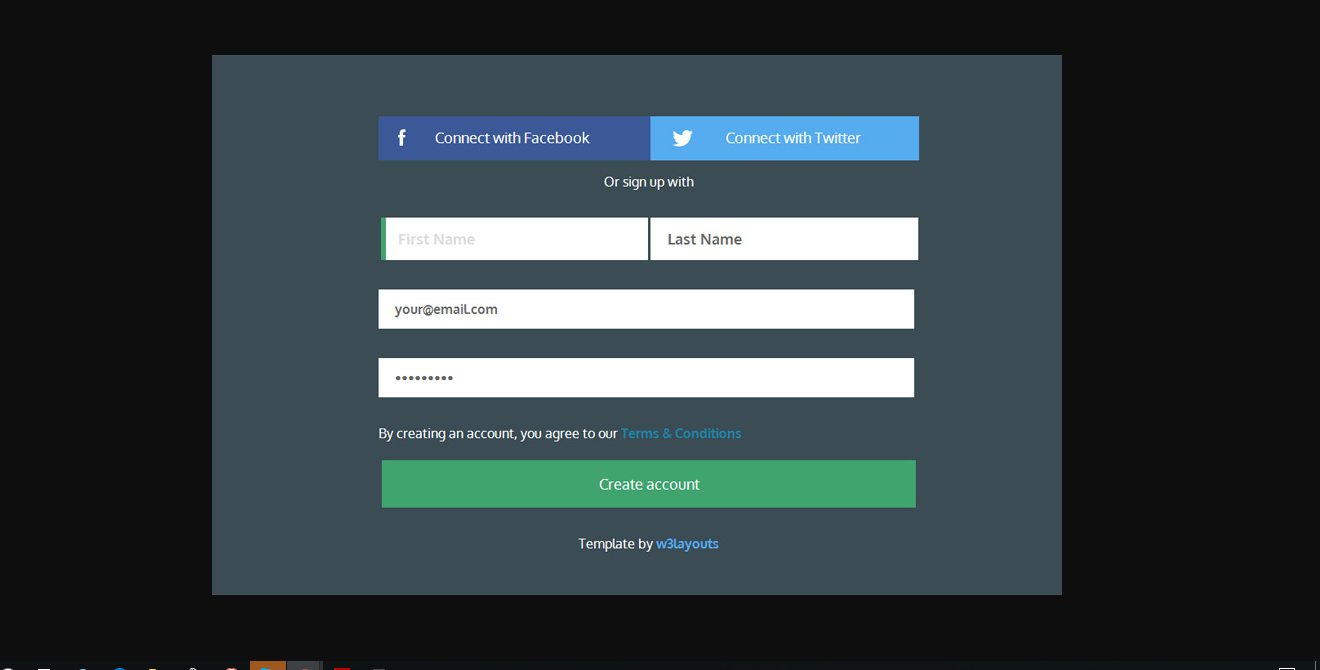 Connect with Facebook
Connect with Twitter
Or sign up with
First Name
Last Name
your@email.com
•••••••••
By creating an account, you agree to our Terms & Conditions
Create account
Template by w3layouts